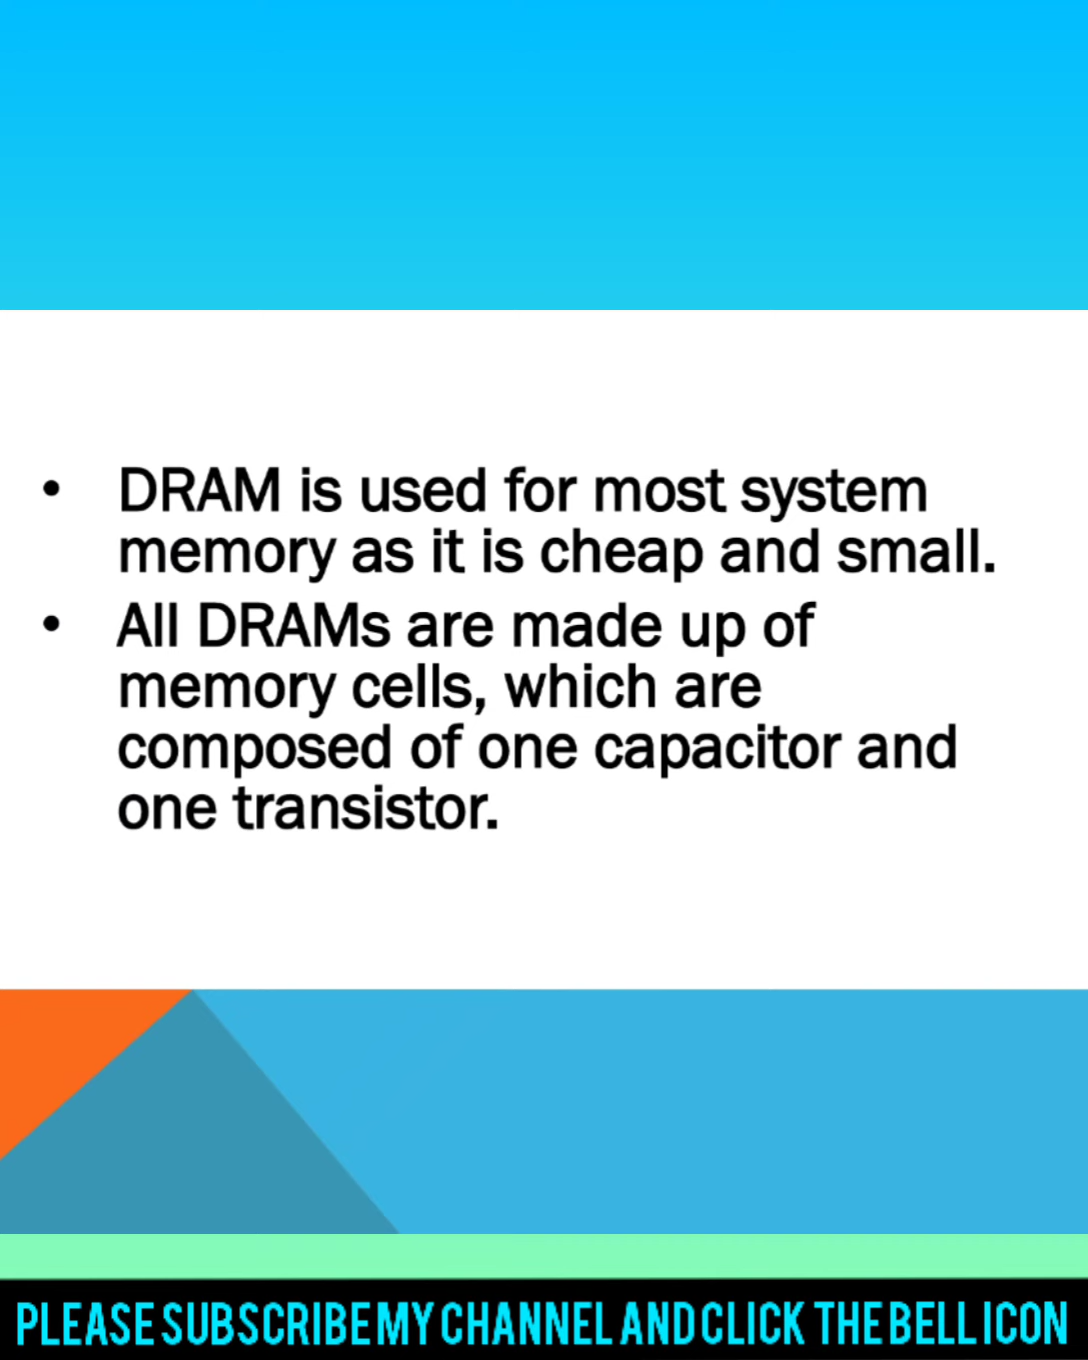 • DRAM is used for most system
memory as it is cheap and small.
• All DRAMs are made up of
memory cells, which are
composed of one capacitor and
one transistor.
PLEASE SUBSCRIBE MY CHANNEL AND CLICK THE BELL ICON